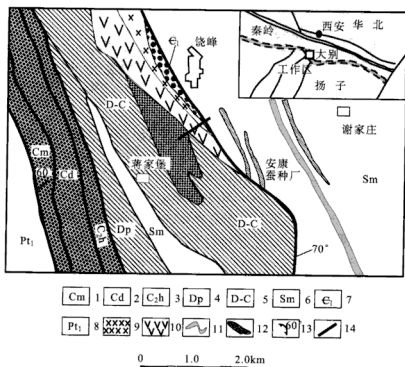 西安 华 北
秦岭
大别
工作区
扬 子
饶峰
Є₁
D-C
谢家庄
Cm
60
Cd
蒋家堡
安康
蚕种厂
Sm
C₂h
Dp
Sm
D-C
Pt₁
70°
Cm 1 Cd 2 C₂h 3 Dp 4 D-C 5 Sm 6 Є₁ 7
Pt₁ 8 9 10 11 12 60 13 14
0 1.0 2.0km